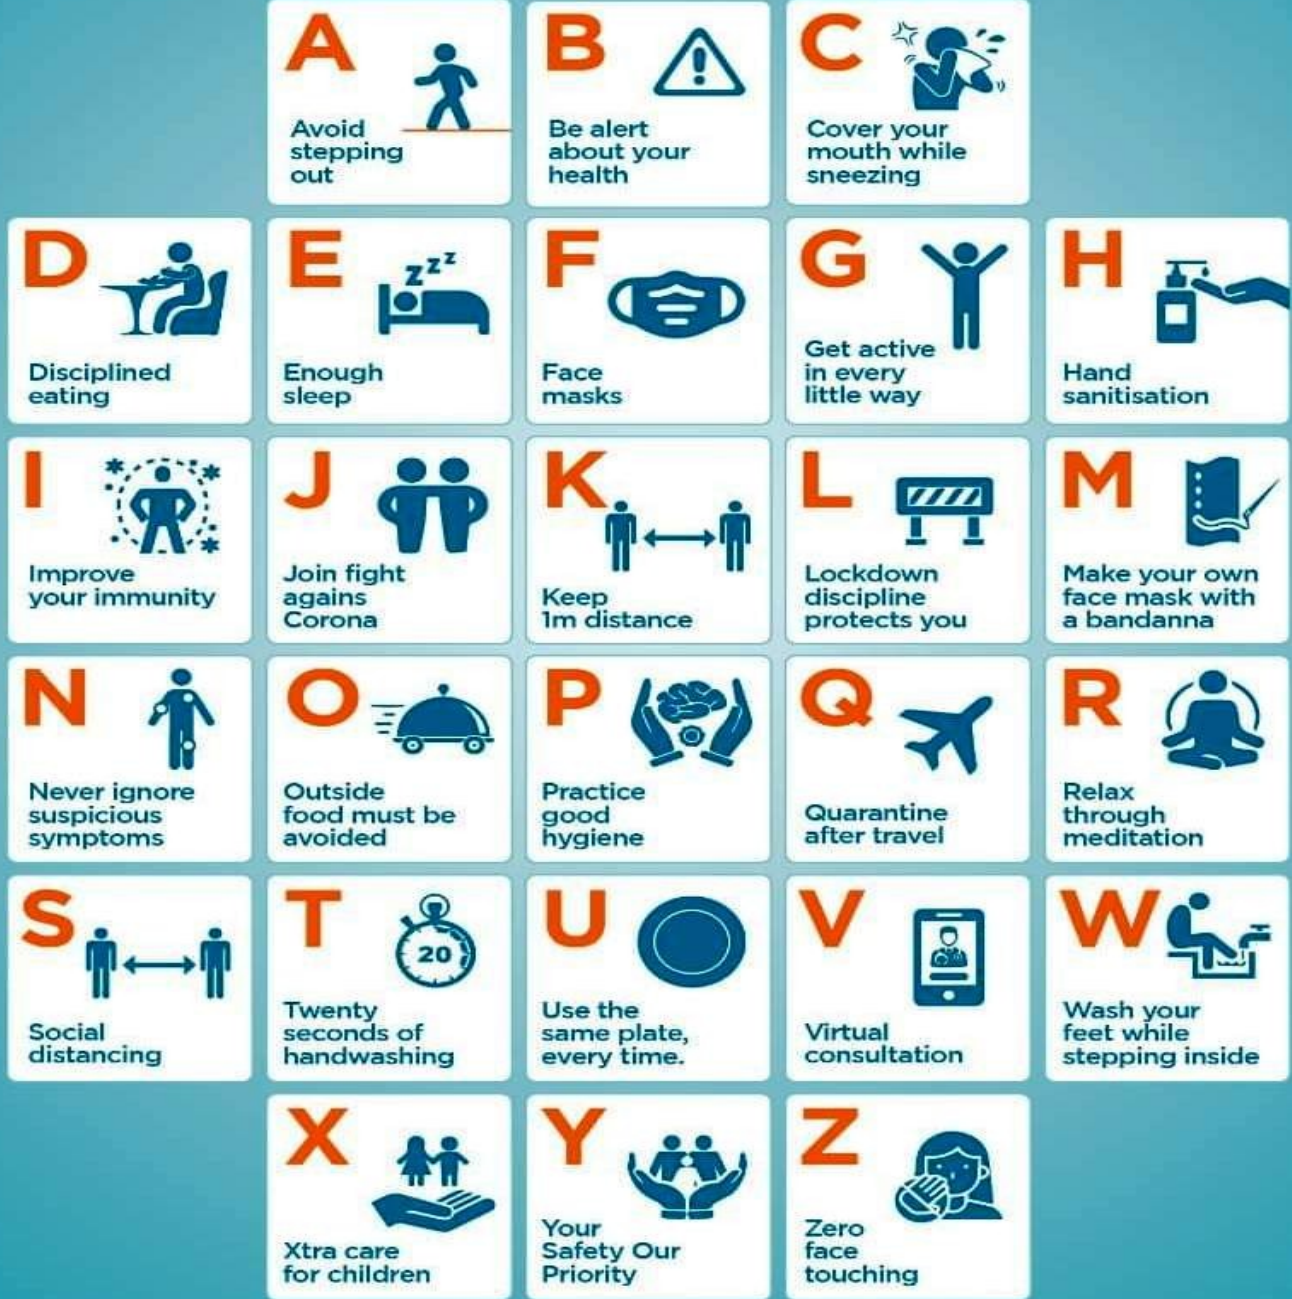 A
Avoid
stepping
out
B
Be alert
about your
health
C
Cover your
mouth while
sneezing
D
Disciplined
eating
E
zzz
Enough
sleep
F
Face
masks
G
Get active
in every
little way
H
Hand
sanitisation
I
Improve
your immunity
J
Join fight
agains
Corona
K
Keep
1m distance
L
Lockdown
discipline
protects you
M
Make your own
face mask with
a bandanna
N
Never ignore
suspicious
symptoms
O
Outside
food must be
avoided
P
Practice
good
hygiene
Q
Quarantine
after travel
R
Relax
through
meditation
S
Social
distancing
T
20
Twenty
seconds of
handwashing
U
Use the
same plate,
every time.
V
Virtual
consultation
W
Wash your
feet while
stepping inside
X
Xtra care
for children
Y
Your
Safety Our
Priority
Z
Zero
face
touching